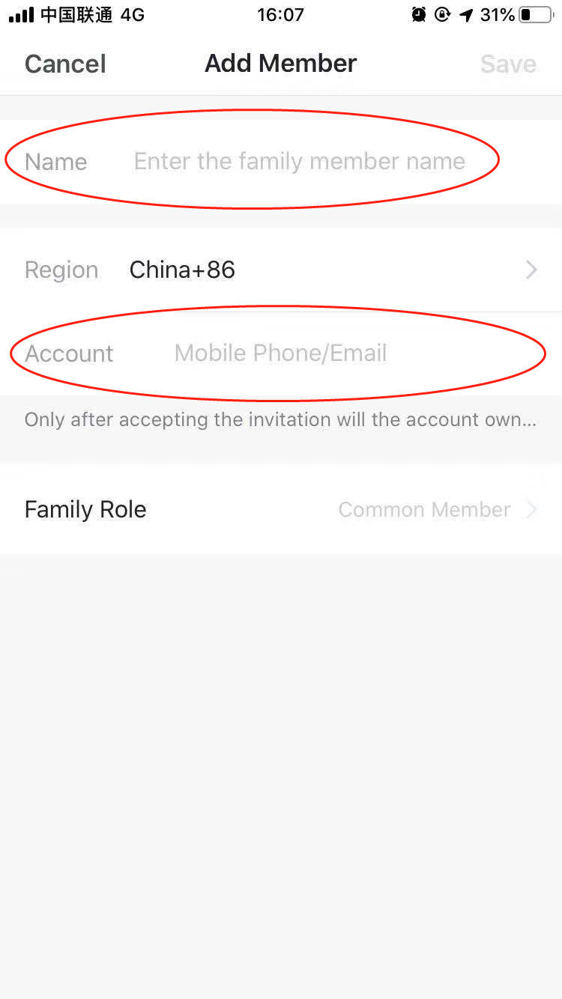 中国联通 4G 16:07 31%
Cancel Add Member Save
Name Enter the family member name
Region China+86
Account Mobile Phone/Email
Only after accepting the invitation will the account own...
Family Role Common Member